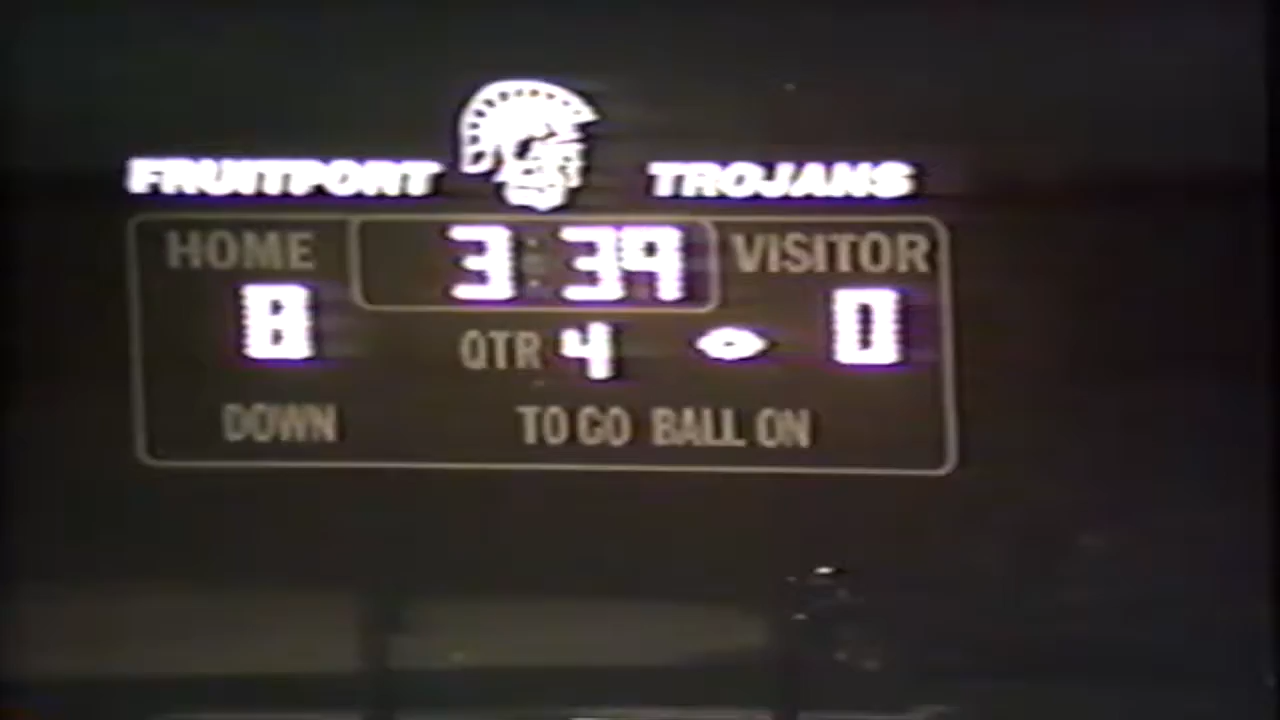 FRUITPORT TROJANS
HOME 3:39 VISITOR
8 QTR 4 0
DOWN TO GO BALL ON